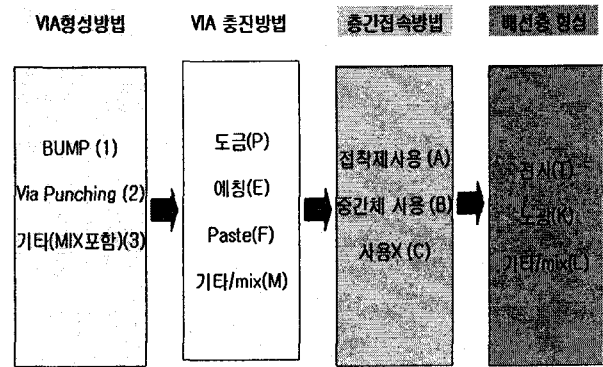 VIA형성방법
BUMP (1)
Via Punching (2)
기타(MIX포함)(3)
VIA 충진방법
도금(P)
에칭(E)
Paste(F)
기타/mix(M)
층간접속방법
접착제사용 (A)
중간체 사용 (B)
사용X (C)
배선층 형성
전사(T)
노광(K)
기타/mix(L)